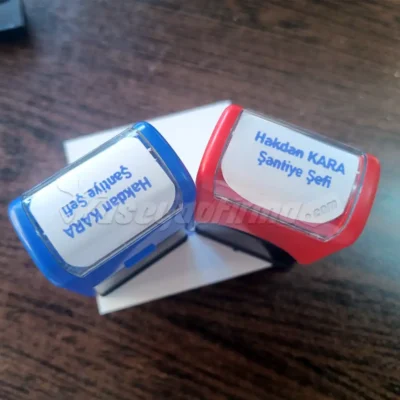 Hakdan KARA
Şantiye Şefi
Hakdan KARA
Şantiye Şefi